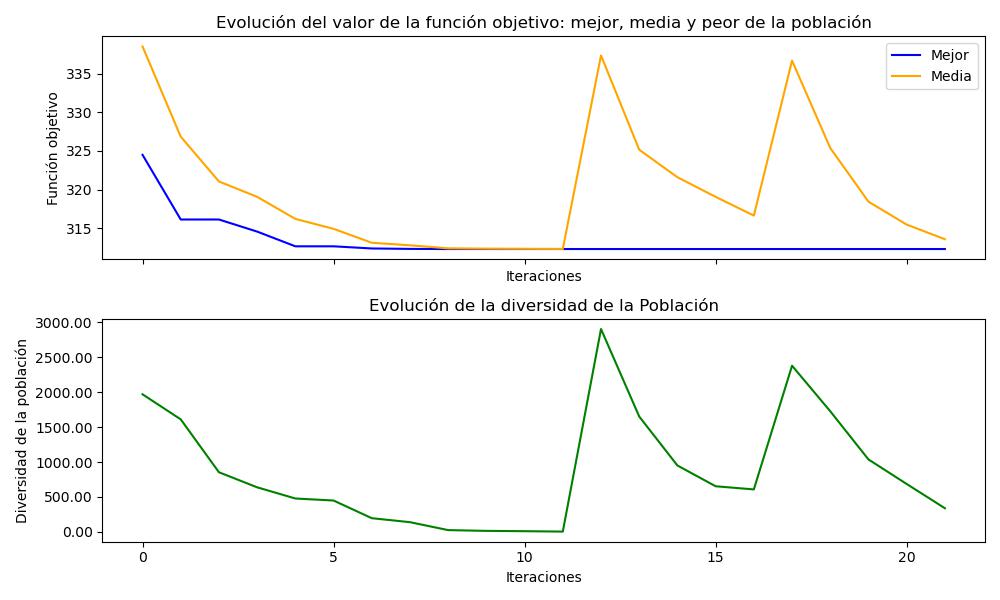 Evolución del valor de la función objetivo: mejor, media y peor de la población
Función objetivo
335
330
325
320
315
Mejor
Media
Iteraciones
Evolución de la diversidad de la Población
Diversidad de la población
3000.00
2500.00
2000.00
1500.00
1000.00
500.00
0.00
0 5 10 15 20
Iteraciones